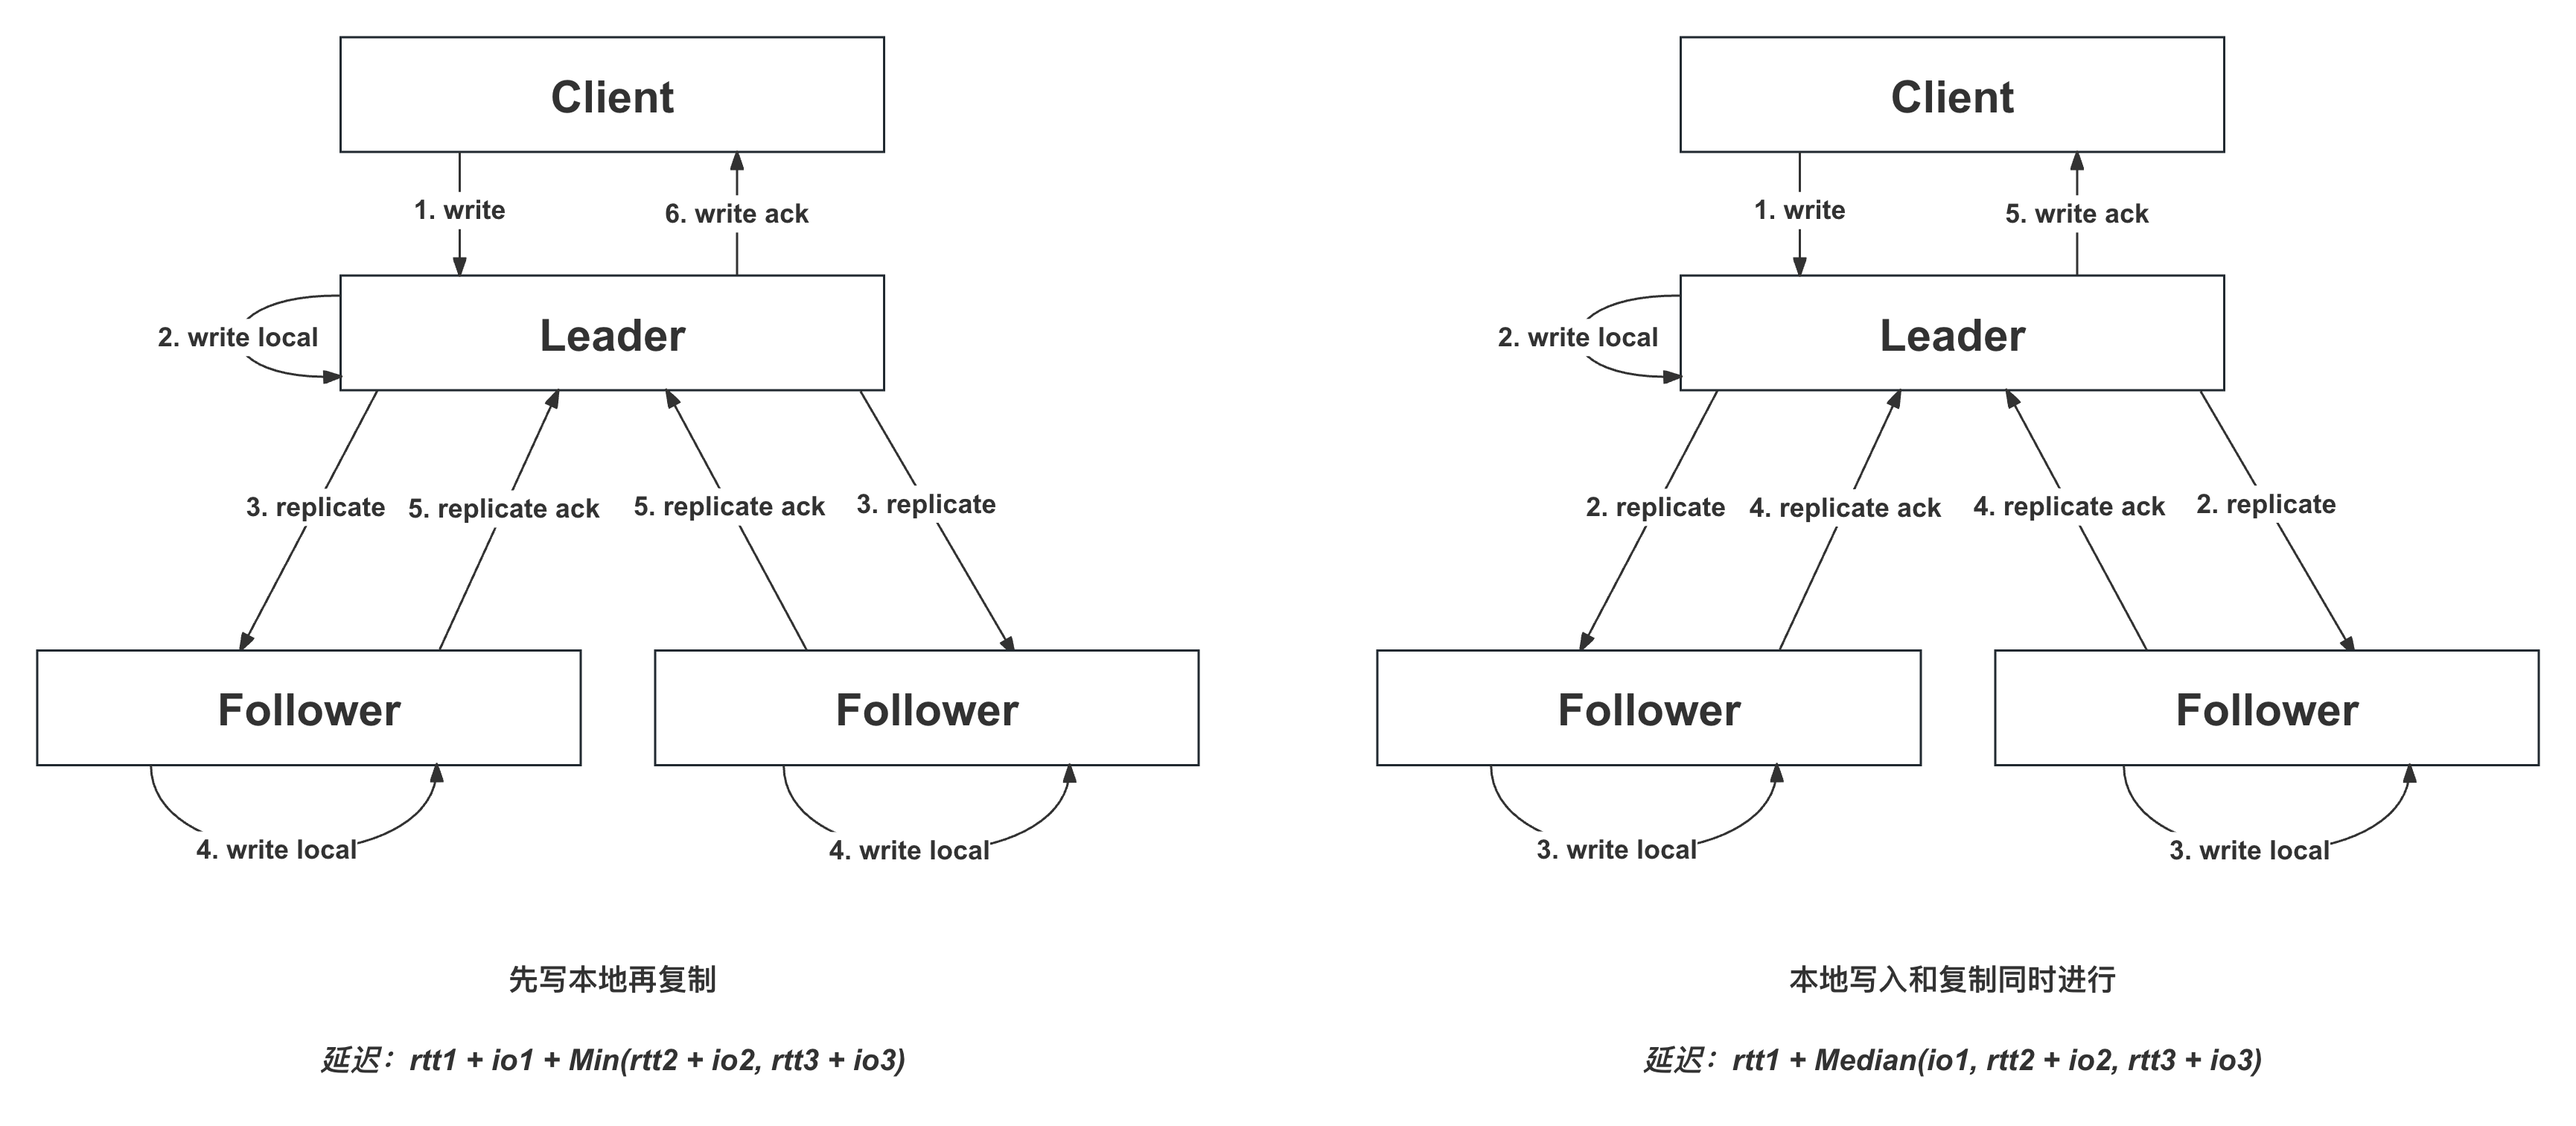 Client
1. write
6. write ack
2. write local
Leader
3. replicate
5. replicate ack
5. replicate ack
3. replicate
Follower
Follower
4. write local
4. write local
先写本地再复制
延迟：rtt1 + io1 + Min(rtt2 + io2, rtt3 + io3)
Client
1. write
5. write ack
2. write local
Leader
2. replicate
4. replicate ack
4. replicate ack
2. replicate
Follower
Follower
3. write local
3. write local
本地写入和复制同时进行
延迟：rtt1 + Median(io1, rtt2 + io2, rtt3 + io3)